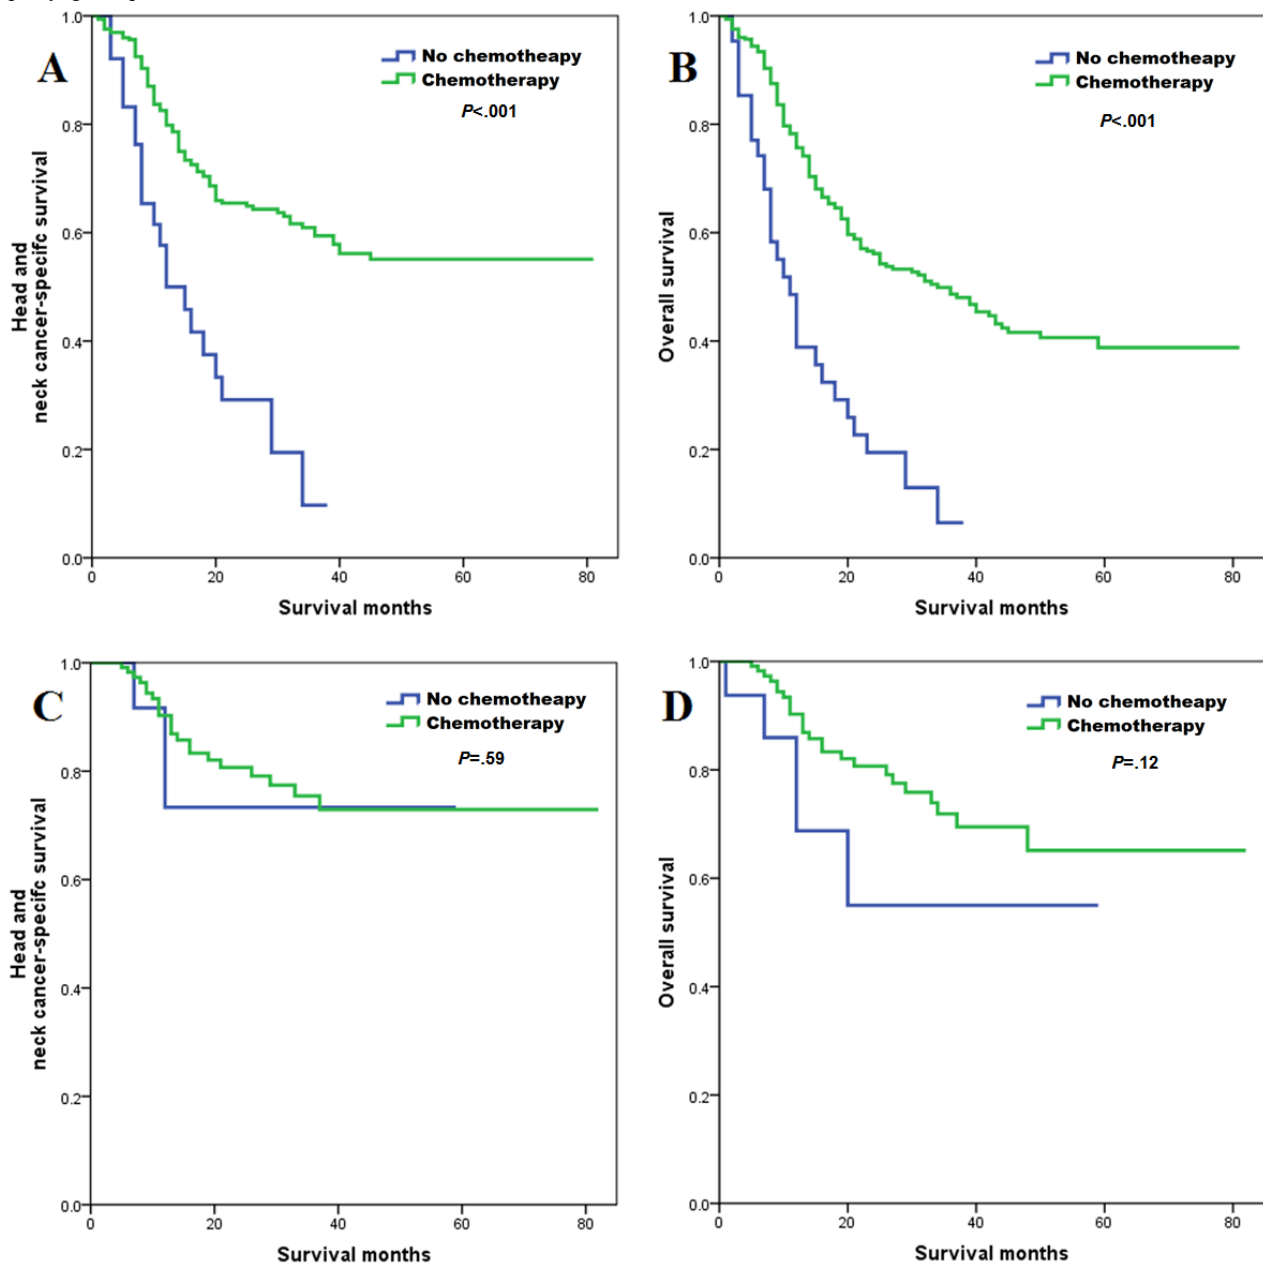 A
No chemotheapy
Chemotherapy
P<.001
Head and
neck cancer-specifc survival
1.0
0.8
0.6
0.4
0.2
0.0
0 20 40 60 80
Survival months
B
No chemotheapy
Chemotherapy
P<.001
Overall survival
1.0
0.8
0.6
0.4
0.2
0.0
0 20 40 60 80
Survival months
C
No chemotheapy
Chemotherapy
P=.59
Head and
neck cancer-specifc survival
1.0
0.8
0.6
0.4
0.2
0.0
0 20 40 60 80
Survival months
D
No chemotheapy
Chemotherapy
P=.12
Overall survival
1.0
0.8
0.6
0.4
0.2
0.0
0 20 40 60 80
Survival months